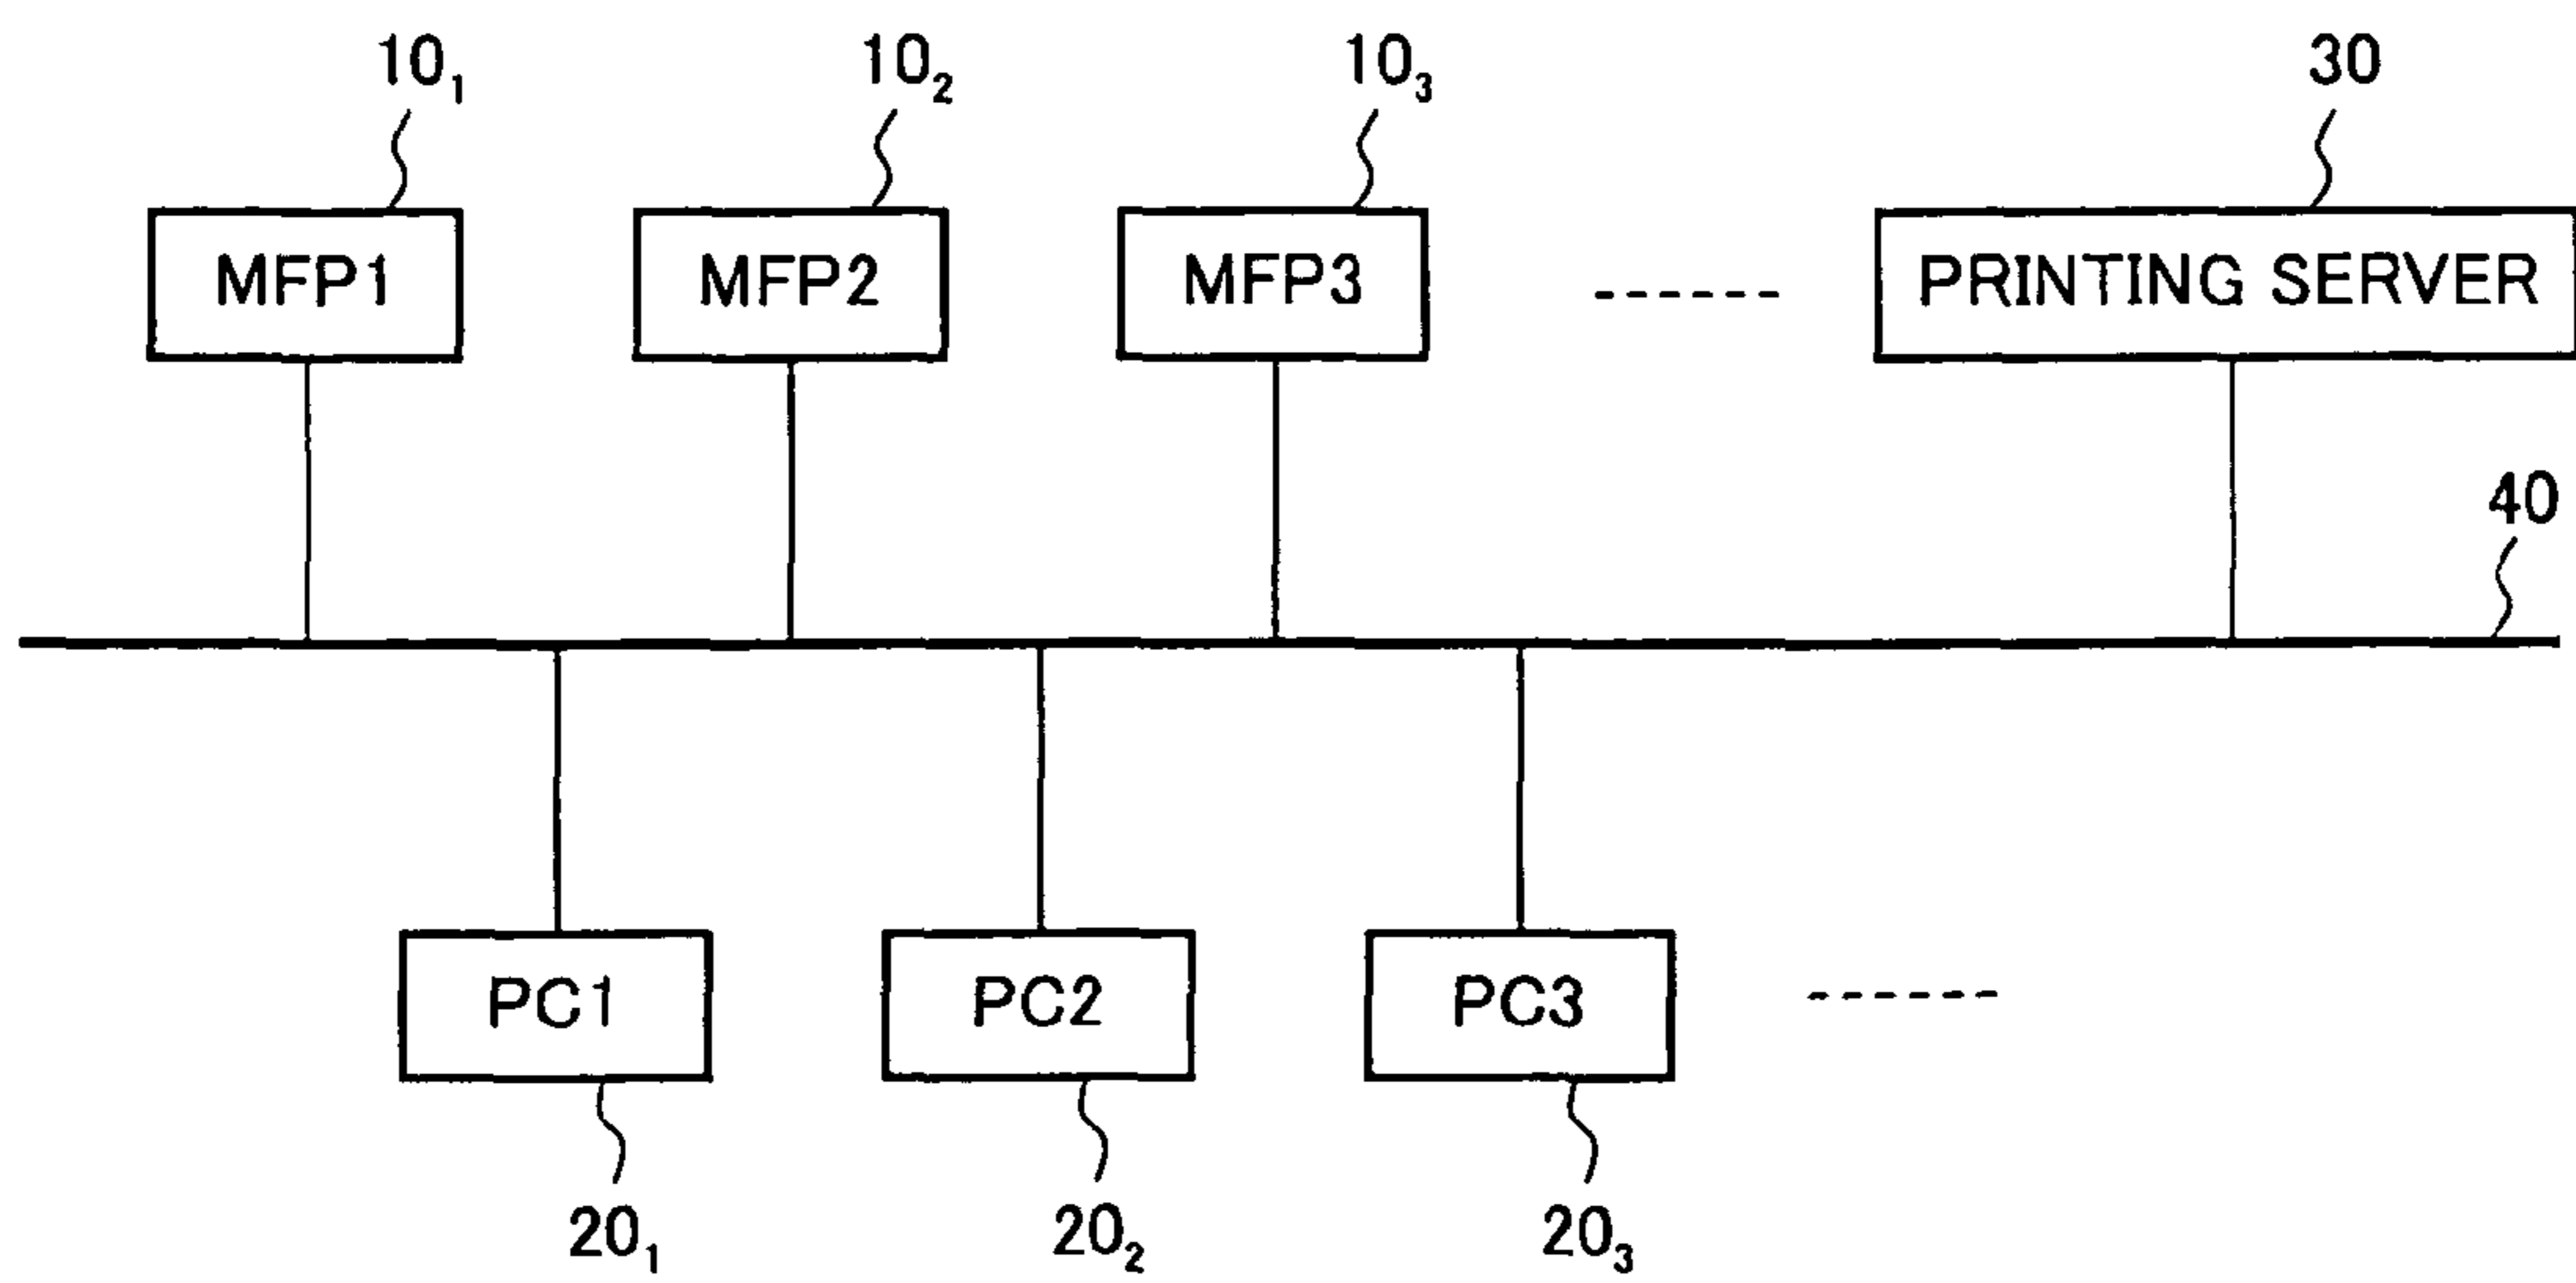 10₁ 10₂ 10₃ 30
MFP1 MFP2 MFP3 PRINTING SERVER
40
PC1 PC2 PC3
20₁ 20₂ 20₃